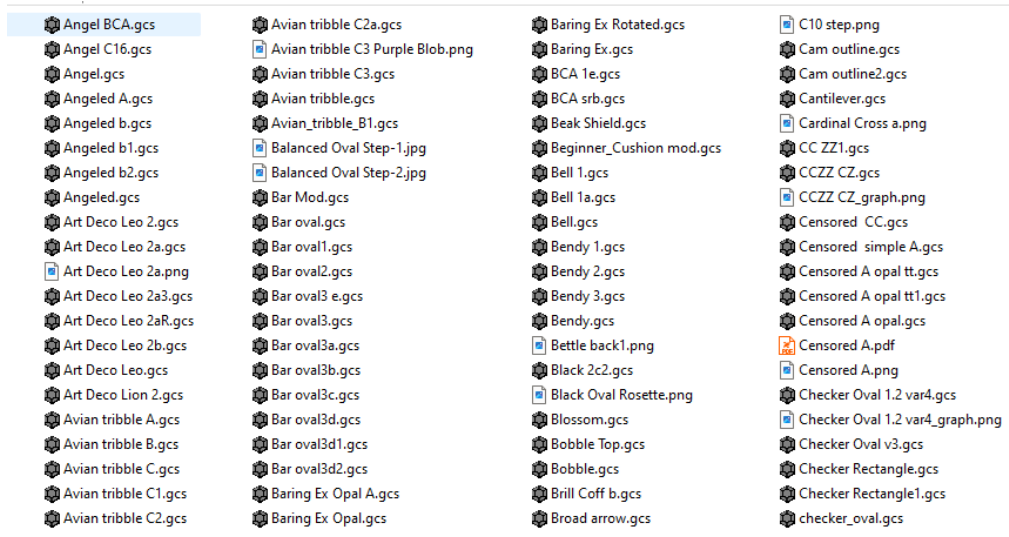 Angel BCA.gcs
Angel C16.gcs
Angel.gcs
Angeled A.gcs
Angeled b.gcs
Angeled b1.gcs
Angeled b2.gcs
Angeled.gcs
Art Deco Leo 2.gcs
Art Deco Leo 2a.gcs
Art Deco Leo 2a.png
Art Deco Leo 2a3.gcs
Art Deco Leo 2aR.gcs
Art Deco Leo 2b.gcs
Art Deco Leo.gcs
Art Deco Lion 2.gcs
Avian tribble A.gcs
Avian tribble B.gcs
Avian tribble C.gcs
Avian tribble C1.gcs
Avian tribble C2.gcs
Avian tribble C2a.gcs
Avian tribble C3 Purple Blob.png
Avian tribble C3.gcs
Avian tribble.gcs
Avian_tribble_B1.gcs
Balanced Oval Step-1.jpg
Balanced Oval Step-2.jpg
Bar Mod.gcs
Bar oval.gcs
Bar oval1.gcs
Bar oval2.gcs
Bar oval3 e.gcs
Bar oval3.gcs
Bar oval3a.gcs
Bar oval3b.gcs
Bar oval3c.gcs
Bar oval3d.gcs
Bar oval3d1.gcs
Bar oval3d2.gcs
Baring Ex Opal A.gcs
Baring Ex Opal.gcs
Baring Ex Rotated.gcs
Baring Ex.gcs
BCA 1e.gcs
BCA srb.gcs
Beak Shield.gcs
Beginner_Cushion mod.gcs
Bell 1.gcs
Bell 1a.gcs
Bell.gcs
Bendy 1.gcs
Bendy 2.gcs
Bendy 3.gcs
Bendy.gcs
Bettle back1.png
Black 2c2.gcs
Black Oval Rosette.png
Blossom.gcs
Bobble Top.gcs
Bobble.gcs
Brill Coff b.gcs
Broad arrow.gcs
C10 step.png
Cam outline.gcs
Cam outline2.gcs
Cantilever.gcs
Cardinal Cross a.png
CC ZZ1.gcs
CCZZ CZ.gcs
CCZZ CZ_graph.png
Censored  CC.gcs
Censored  simple A.gcs
Censored A opal tt.gcs
Censored A opal tt1.gcs
Censored A opal.gcs
Censored A.pdf
Censored A.png
Checker Oval 1.2 var4.gcs
Checker Oval 1.2 var4_graph.png
Checker Oval v3.gcs
Checker Rectangle.gcs
Checker Rectangle1.gcs
checker_oval.gcs